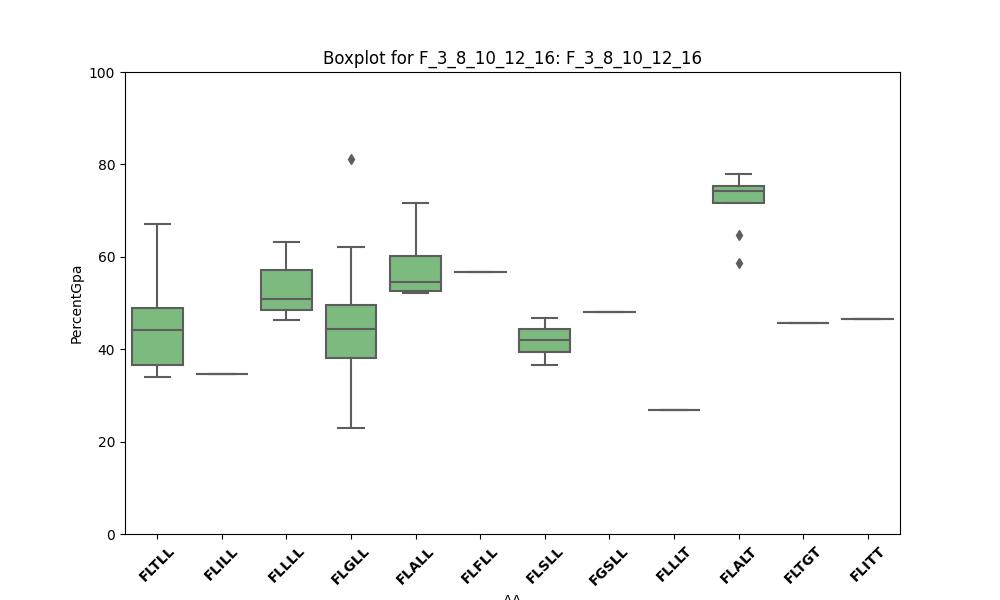 Boxplot for F_3_8_10_12_16: F_3_8_10_12_16
100
80
60
40
20
0
PercentGpa
FLTLL
FLILL
FLLLL
FLGLL
FLALL
FLFLL
FLSLL
FGSLL
FLLLT
FLALT
FLTGT
FLITT
AA